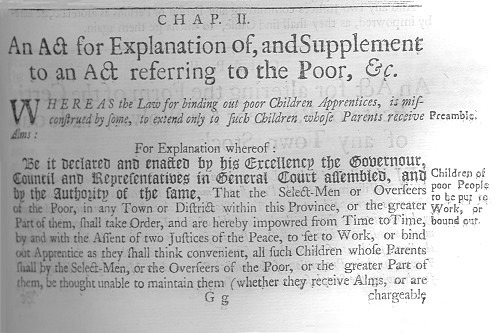 CHAP. II.
An Act for Explanation of, and Supplement
to an Act referring to the Poor, &c.
WHEREAS the Law for binding out poor Children Apprentices, is mis-
construed by some, to extend only to such Children whose Parents receive
Preamble.
Alms:
For Explanation whereof:
Be it declared and enacted by his Excellency the Governour,
Council and Representatives in General Court assembled, and
by the Authority of the same, That the Select-Men or Overseers
of the Poor, in any Town or District within this Province, or the greater
Part of them, shall take Order, and are hereby impowred from Time to Time,
by and with the Assent of two Justices of the Peace, to set to Work, or bind
out Apprentice as they shall think convenient, all such Children whose Parents
shall by the Select-Men, or the Overseers of the Poor, or the greater Part of
them, be thought unable to maintain them (whether they receive Alms, or are
Children of
poor People
to be put to
Work, or
bound out.
G g
chargeable